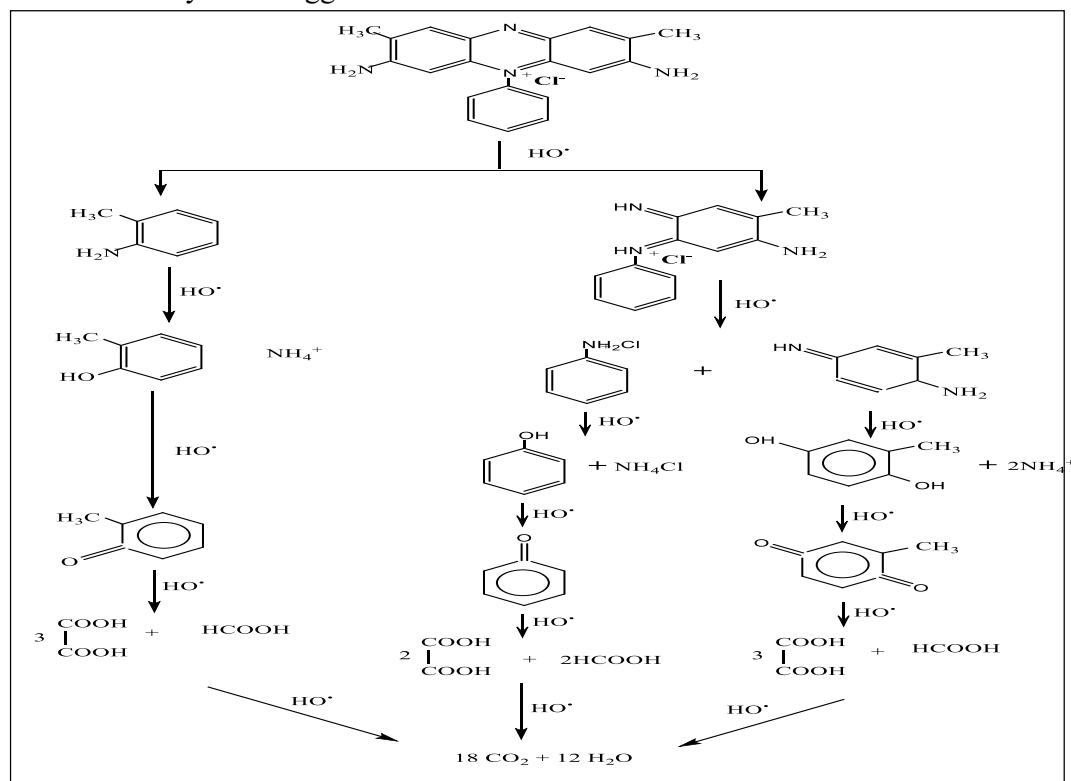 N
H₃C
CH₃
H₂N
N⁺
NH₂
Cl⁻
HO•
H₃C
H₂N
HN
CH₃
HN⁺
NH₂
Cl⁻
HO•
HO•
H₃C
HO
NH₄⁺
NH₂Cl
+
HN
CH₃
NH₂
HO•
HO•
OH
+ NH₄Cl
OH
CH₃
OH
+ 2NH₄⁺
HO•
HO•
HO•
H₃C
O
O
O
CH₃
O
HO•
HO•
HO•
3 COOH + HCOOH
COOH
2 COOH + 2HCOOH
COOH
3 COOH + HCOOH
COOH
HO•
HO•
HO•
18 CO₂ + 12 H₂O